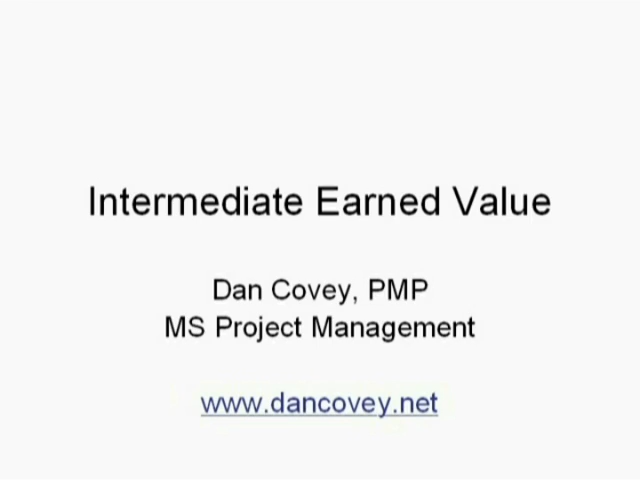 Intermediate Earned Value
Dan Covey, PMP
MS Project Management
www.dancovey.net